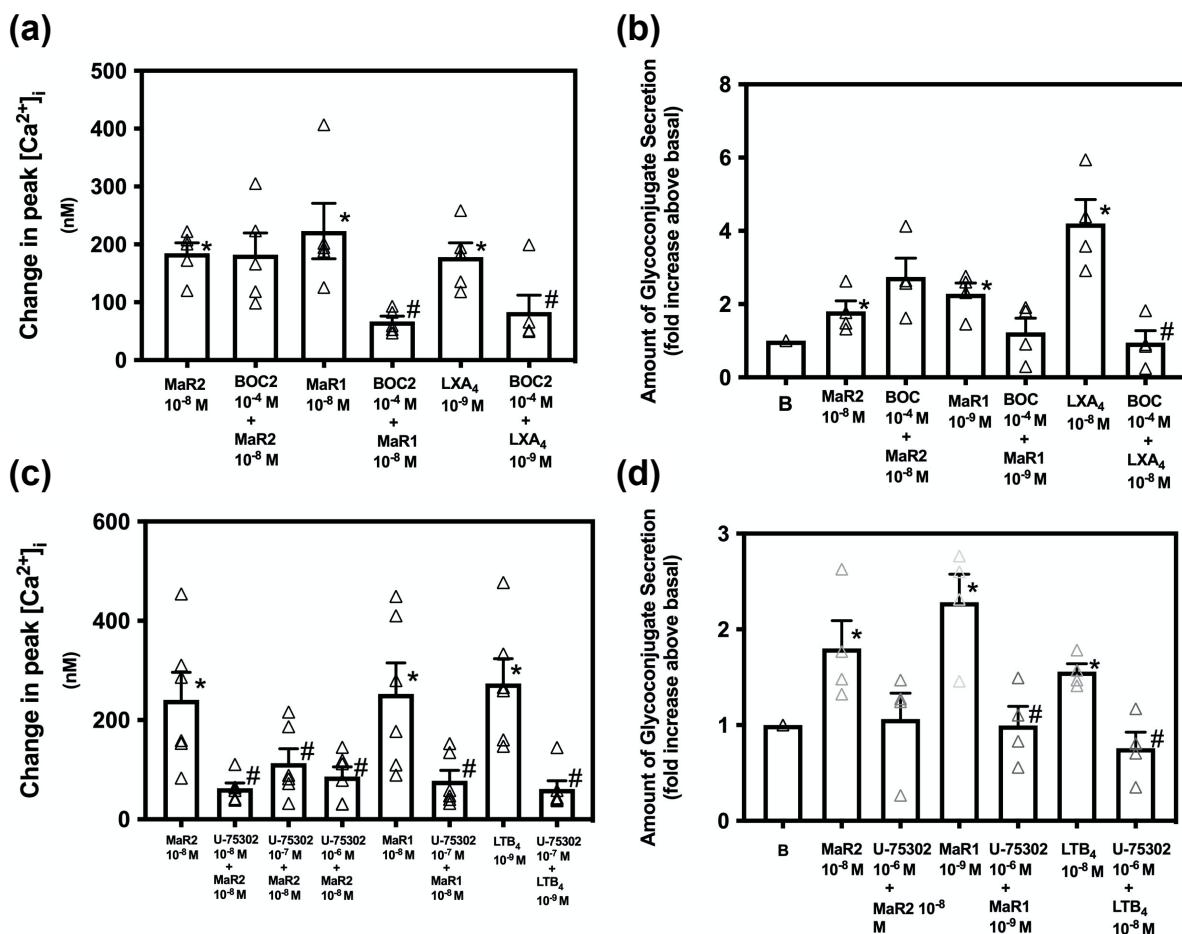 (a)
Change in peak [Ca²⁺]ᵢ
(nM)
500
400
300
200
100
0
*
*
#
*
#
MaR2
10⁻⁸ M
BOC2
10⁻⁴ M
+
MaR2
10⁻⁸ M
MaR1
10⁻⁸ M
BOC2
10⁻⁴ M
+
MaR1
10⁻⁸ M
LXA₄
10⁻⁹ M
BOC2
10⁻⁴ M
+
LXA₄
10⁻⁹ M
(b)
Amount of Glycoconjugate Secretion
(fold increase above basal)
8
6
4
2
0
*
*
*
#
B
MaR2
10⁻⁸ M
BOC
10⁻⁴ M
+
MaR2
10⁻⁸ M
MaR1
10⁻⁹ M
BOC
10⁻⁴ M
+
MaR1
10⁻⁹ M
LXA₄
10⁻⁸ M
BOC
10⁻⁴ M
+
LXA₄
10⁻⁸ M
(c)
Change in peak [Ca²⁺]ᵢ
(nM)
600
400
200
0
*
#
#
#
*
#
*
#
MaR2
10⁻⁸ M
U-75302
10⁻⁸ M
+
MaR2
10⁻⁸ M
U-75302
10⁻⁷ M
+
MaR2
10⁻⁸ M
U-75302
10⁻⁶ M
+
MaR2
10⁻⁸ M
MaR1
10⁻⁸ M
U-75302
10⁻⁷ M
+
MaR1
10⁻⁸ M
LTB₄
10⁻⁹ M
U-75302
10⁻⁷ M
+
LTB₄
10⁻⁹ M
(d)
Amount of Glycoconjugate Secretion
(fold increase above basal)
3
2
1
0
*
*
#
*
#
B
MaR2
10⁻⁸ M
U-75302
10⁻⁶ M
+
MaR2 10⁻⁸
M
MaR1
10⁻⁹ M
U-75302
10⁻⁶ M
+
MaR1
10⁻⁹ M
LTB₄
10⁻⁸ M
U-75302
10⁻⁶ M
+
LTB₄
10⁻⁸ M